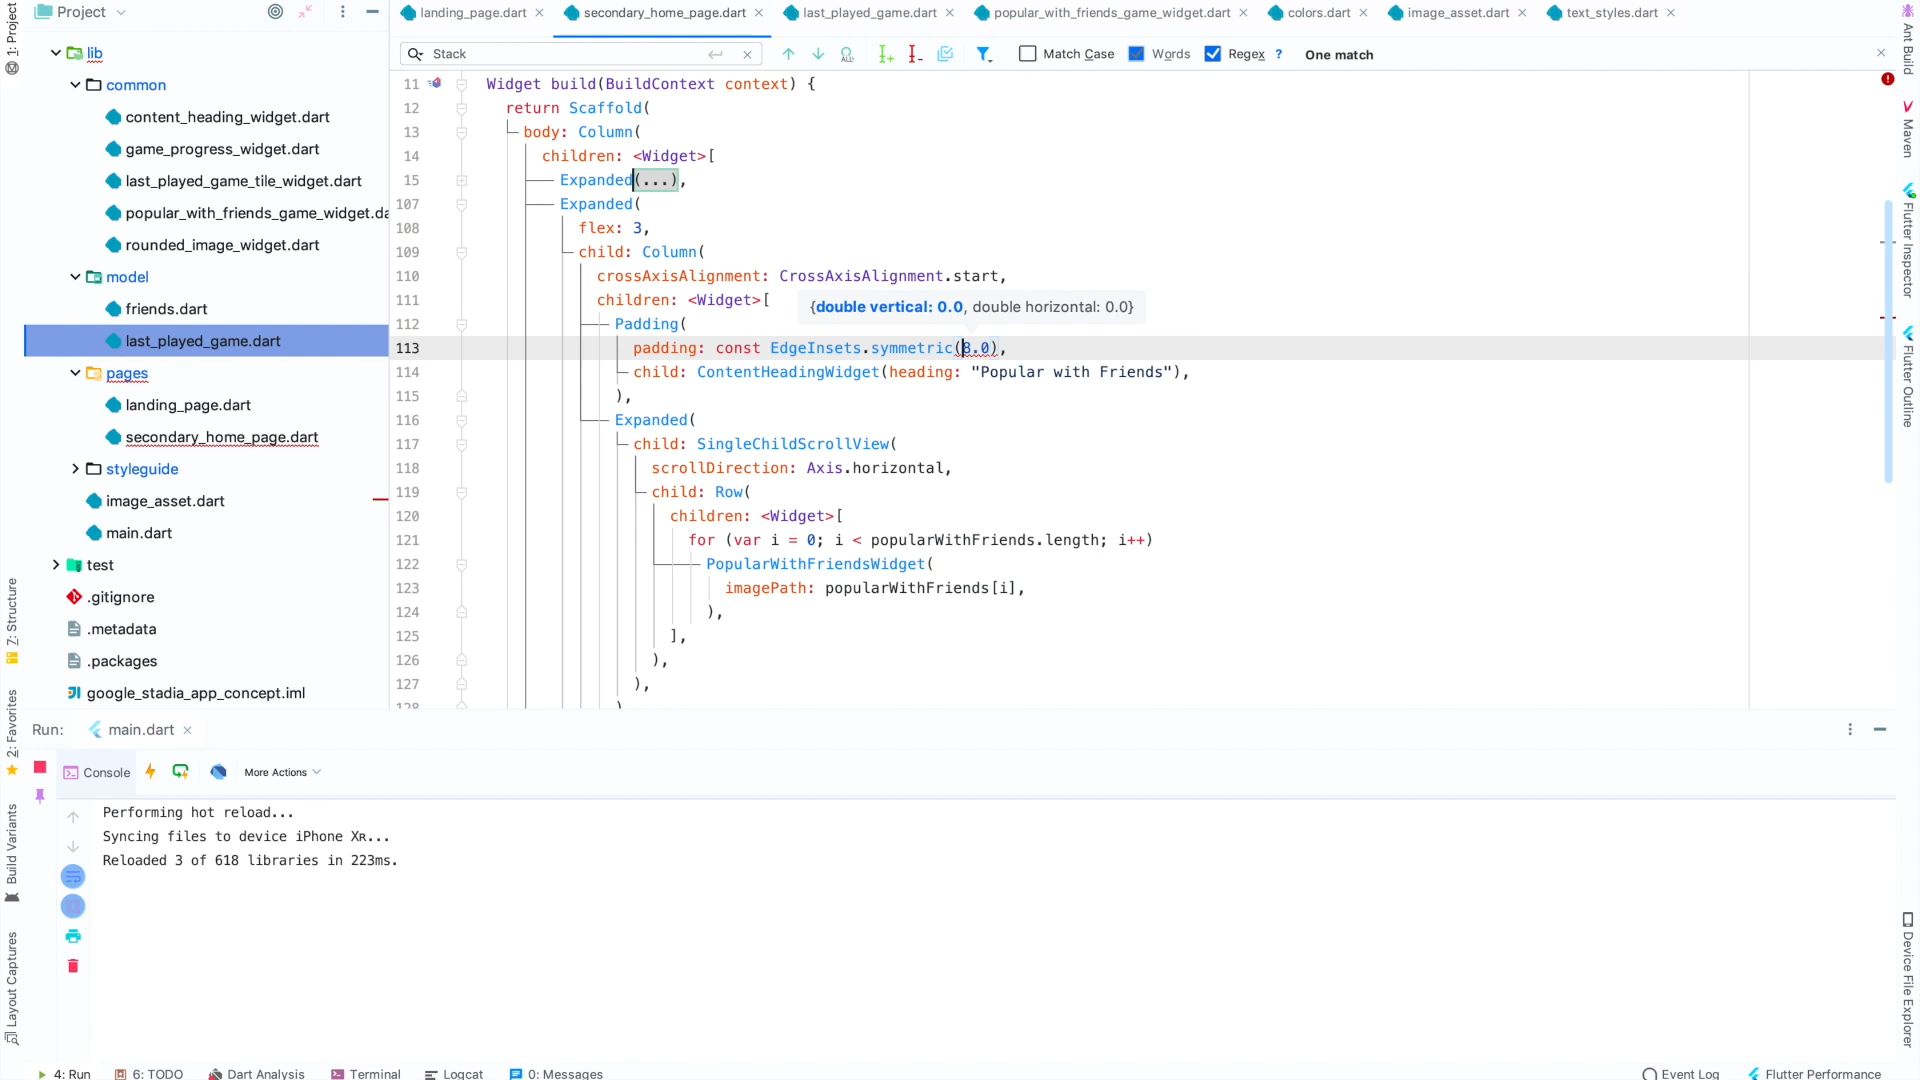 Project
landing_page.dart
secondary_home_page.dart
last_played_game.dart
popular_with_friends_game_widget.dart
colors.dart
image_asset.dart
text_styles.dart
Stack
Match Case
Words
Regex
?
One match
lib
common
content_heading_widget.dart
game_progress_widget.dart
last_played_game_tile_widget.dart
popular_with_friends_game_widget.da
rounded_image_widget.dart
model
friends.dart
last_played_game.dart
pages
landing_page.dart
secondary_home_page.dart
styleguide
image_asset.dart
main.dart
test
.gitignore
.metadata
.packages
google_stadia_app_concept.iml
11 Widget build(BuildContext context) {
12 return Scaffold(
13 body: Column(
14 children: <Widget>[
15 Expanded(...),
107 Expanded(
108 flex: 3,
109 child: Column(
110 crossAxisAlignment: CrossAxisAlignment.start,
111 children: <Widget>[
{double vertical: 0.0, double horizontal: 0.0}
112 Padding(
113 padding: const EdgeInsets.symmetric(8.0),
114 child: ContentHeadingWidget(heading: "Popular with Friends"),
115 ),
116 Expanded(
117 child: SingleChildScrollView(
118 scrollDirection: Axis.horizontal,
119 child: Row(
120 children: <Widget>[
121 for (var i = 0; i < popularWithFriends.length; i++)
122 PopularWithFriendsWidget(
123 imagePath: popularWithFriends[i],
124 ),
125 ],
126 ),
127 ),
128 )
Run: main.dart
Console
More Actions
Performing hot reload...
Syncing files to device iPhone Xʀ...
Reloaded 3 of 618 libraries in 223ms.
4: Run
6: TODO
Dart Analysis
Terminal
Logcat
0: Messages
Event Log
Flutter Performance
1: Project
Z: Structure
2: Favorites
Build Variants
Layout Captures
Ant Build
Maven
Flutter Inspector
Flutter Outline
Device File Explorer